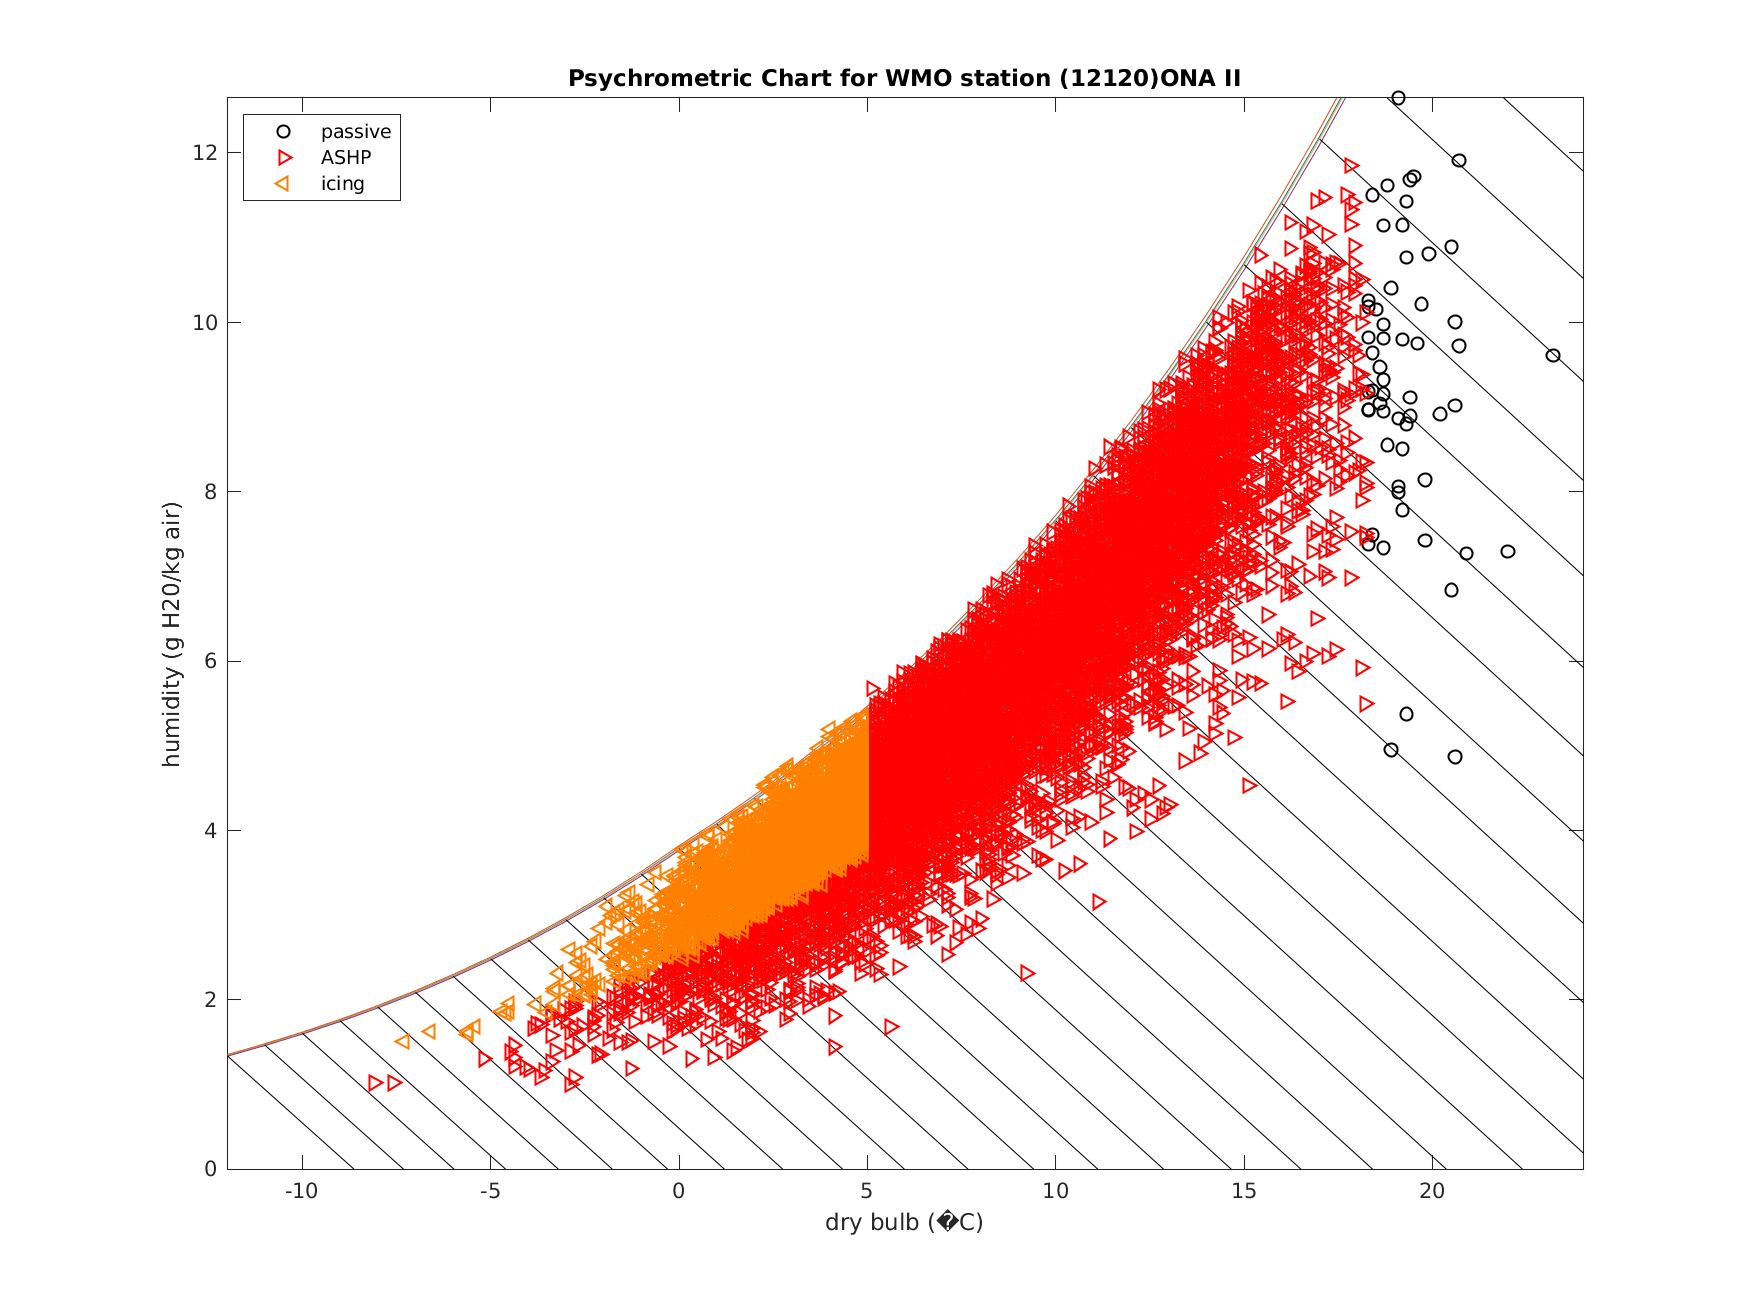 Psychrometric Chart for WMO station (12120)ONA II
passive
ASHP
icing
humidity (g H20/kg air)
12
10
8
6
4
2
0
-10 -5 0 5 10 15 20
dry bulb (�C)